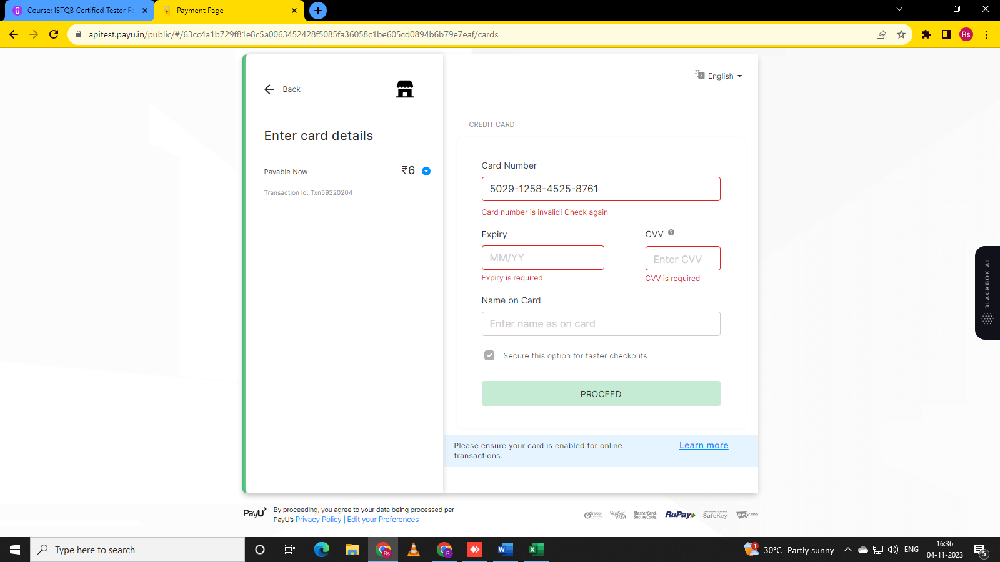 Course: ISTQB Certified Tester Fo
Payment Page
apitest.payu.in/public/#/63cc4a1b729f81e8c5a0063452428f5085fa36058c1be605cd0894b6b79e7eaf/cards
Rs
Back
English
Enter card details
Payable Now ₹6
Transaction Id: Txn59220204
CREDIT CARD
Card Number
5029-1258-4525-8761
Card number is invalid! Check again
Expiry
CVV
MM/YY
Enter CVV
Expiry is required
CVV is required
Name on Card
Enter name as on card
Secure this option for faster checkouts
PROCEED
Please ensure your card is enabled for online
transactions.
Learn more
BLACKBOX AI
PayU
By proceeding, you agree to your data being processed per
PayU's Privacy Policy | Edit your Preferences
Verified
VISA
MasterCard.
SecureCode.
RuPay
SafeKey
PCI DSS
Type here to search
Rs
R
1
30°C Partly sunny
ENG
16:36
04-11-2023
5